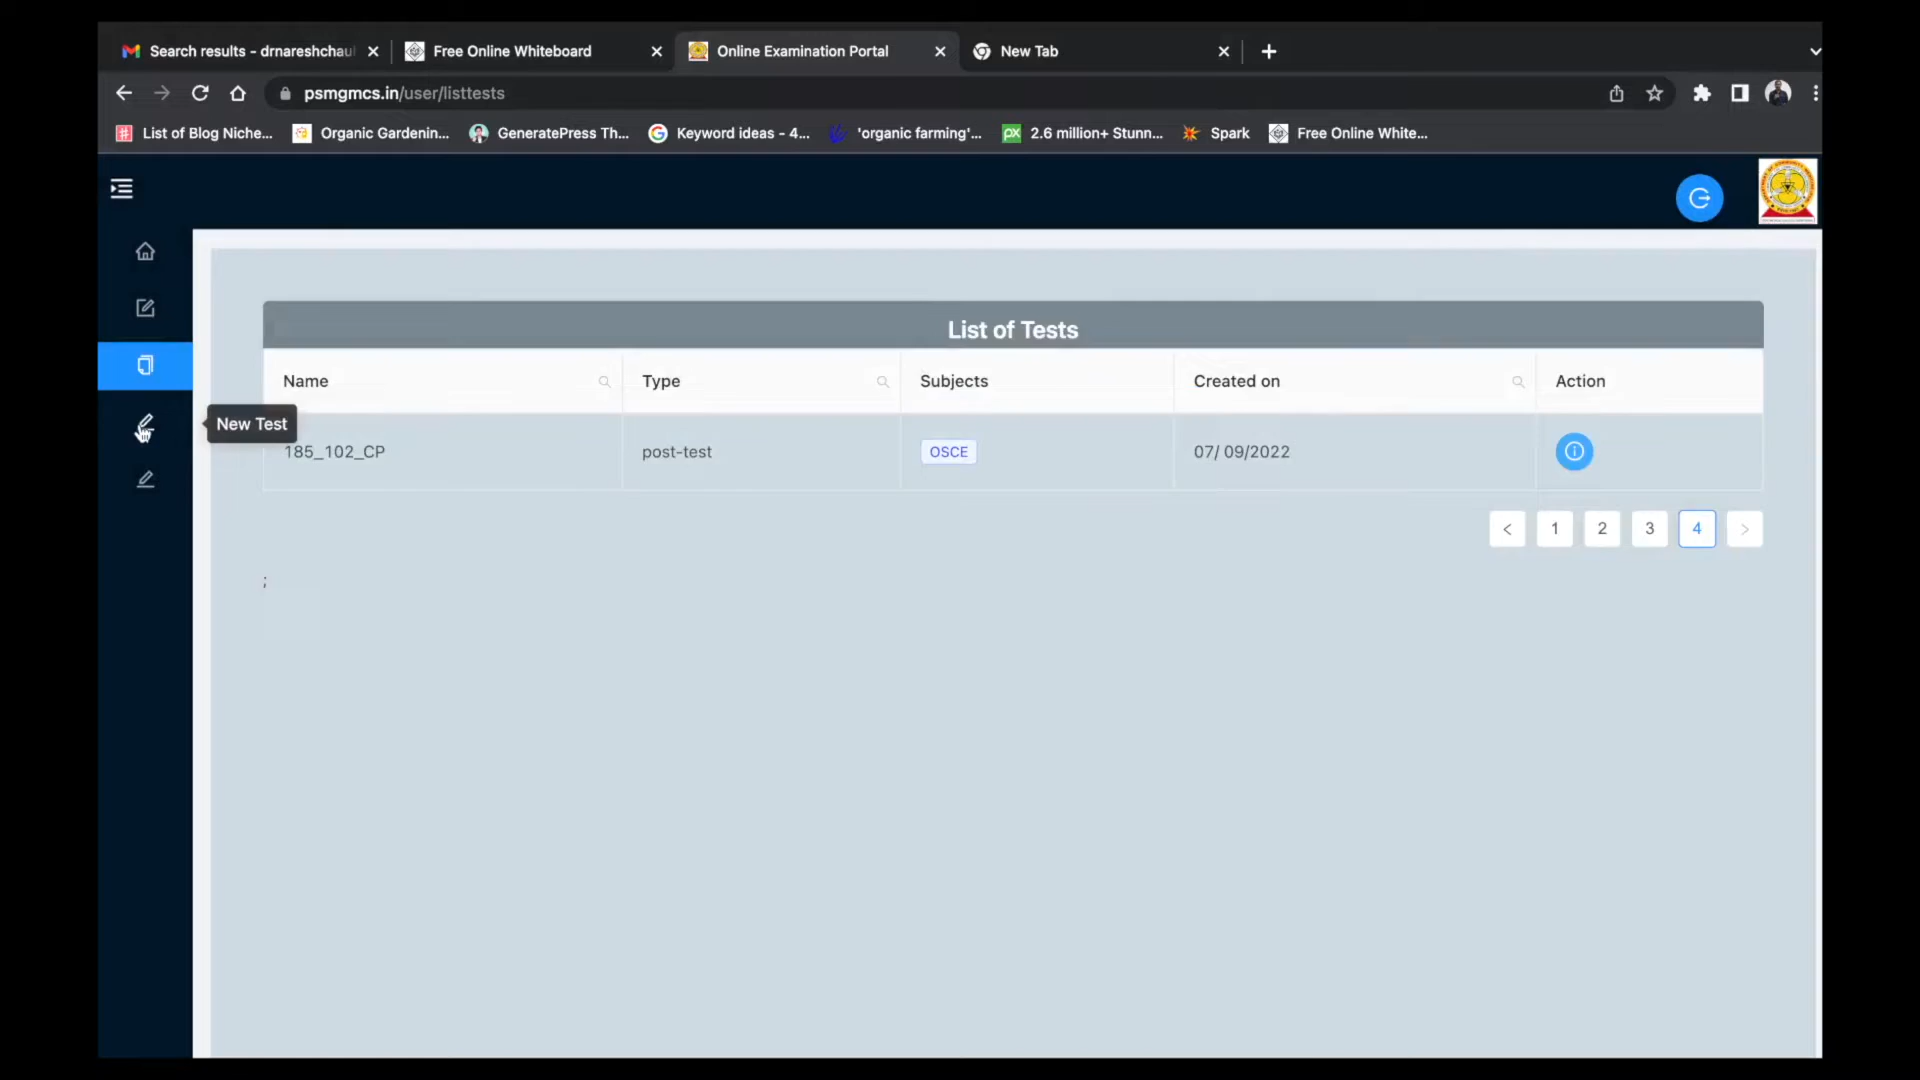 Search results - drnareshchau
Free Online Whiteboard
Online Examination Portal
New Tab
psmgmcs.in/user/listtests
List of Blog Niche...
Organic Gardenin...
GeneratePress Th...
Keyword ideas - 4...
'organic farming'...
px
2.6 million+ Stunn...
Spark
Free Online White...
List of Tests
Name
Type
Subjects
Created on
Action
New Test
185_102_CP
post-test
OSCE
07/ 09/2022
< 1 2 3 4 >
;